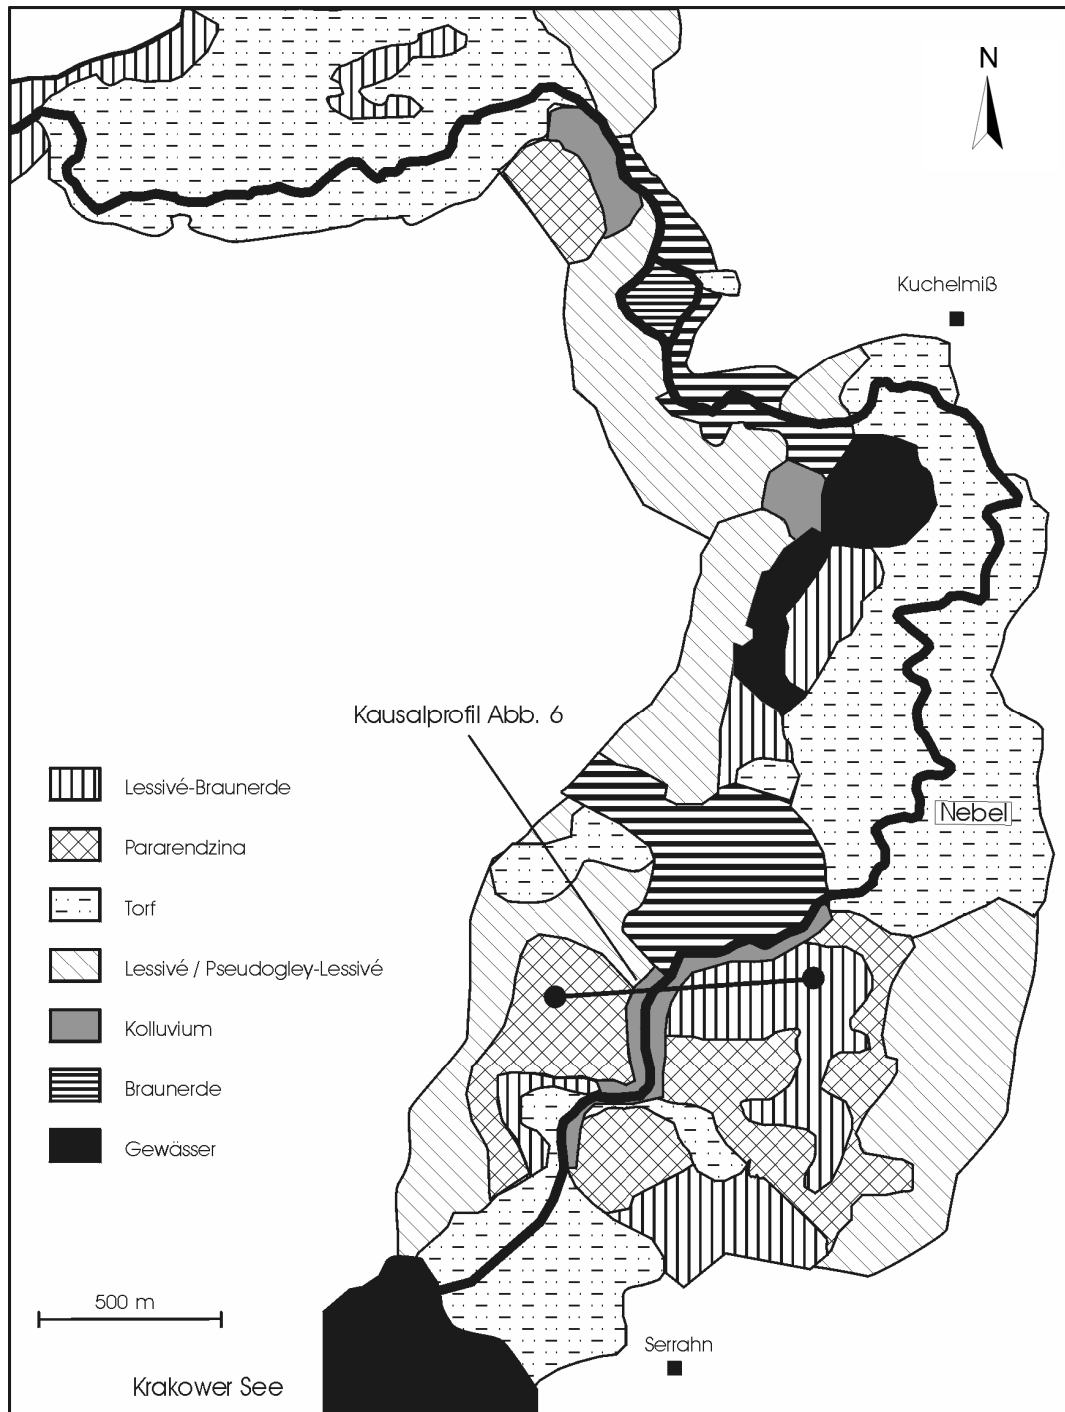 N
Kuchelmiß
Kausalprofil Abb. 6
Nebel
Lessivé-Braunerde
Pararendzina
Torf
Lessivé / Pseudogley-Lessivé
Kolluvium
Braunerde
Gewässer
500 m
Krakower See
Serrahn